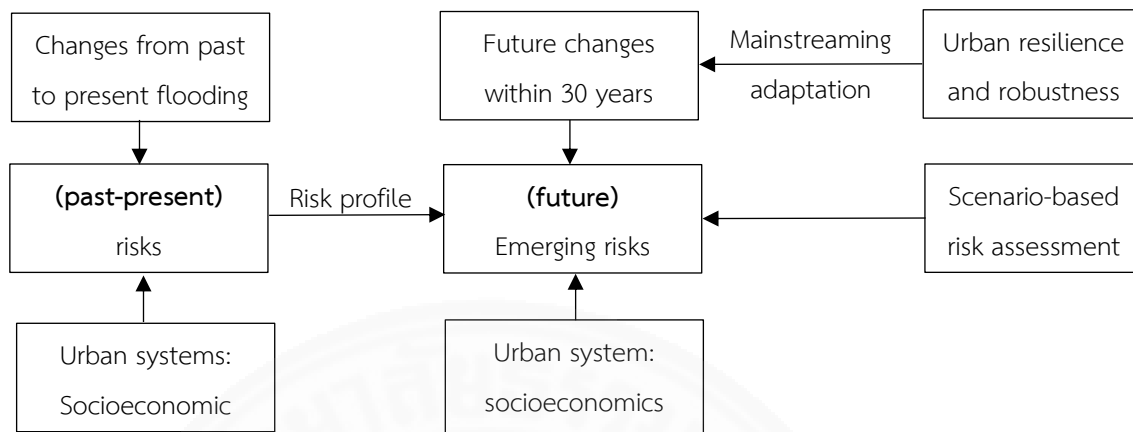 Changes from past
to present flooding
Future changes
within 30 years
Mainstreaming
adaptation
Urban resilience
and robustness
(past-present)
risks
Risk profile
(future)
Emerging risks
Scenario-based
risk assessment
Urban systems:
Socioeconomic
Urban system:
socioeconomics